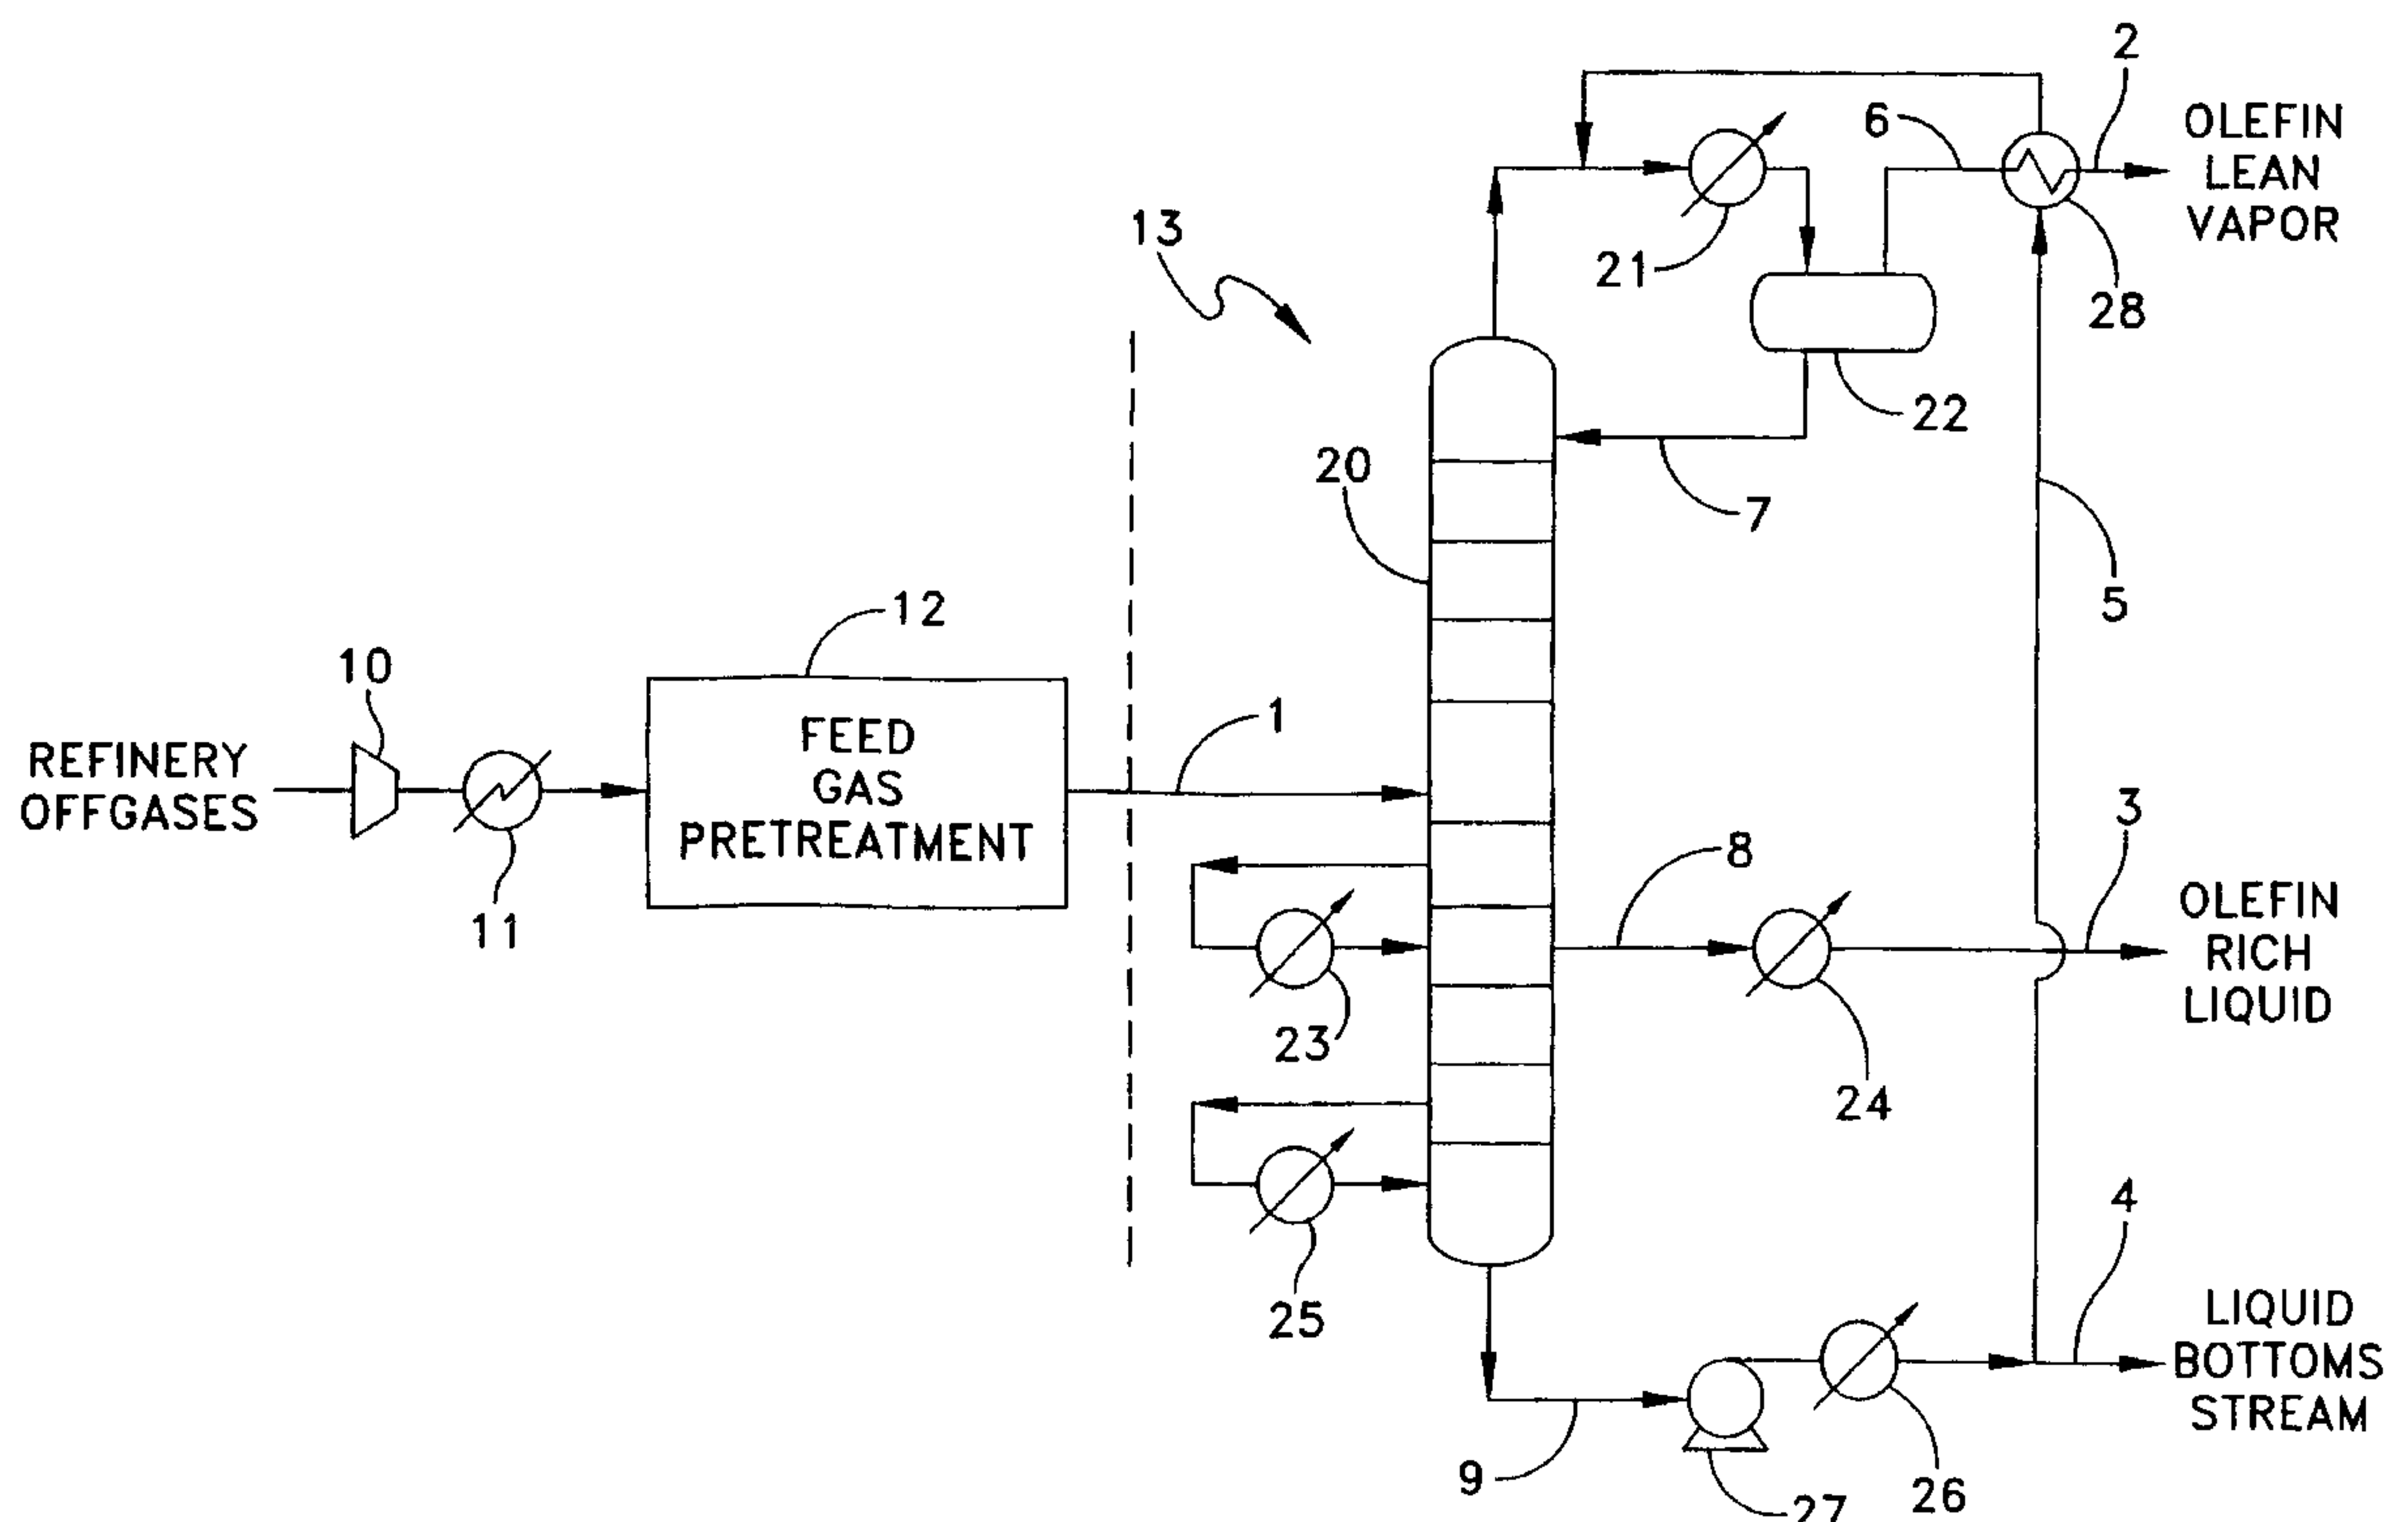 2
OLEFIN
LEAN
VAPOR
6
13
21
28
22
20
7
5
12
10
1
FEED
GAS
PRETREATMENT
REFINERY
OFFGASES
3
8
OLEFIN
RICH
LIQUID
11
23
24
4
25
LIQUID
BOTTOMS
STREAM
9
26
27